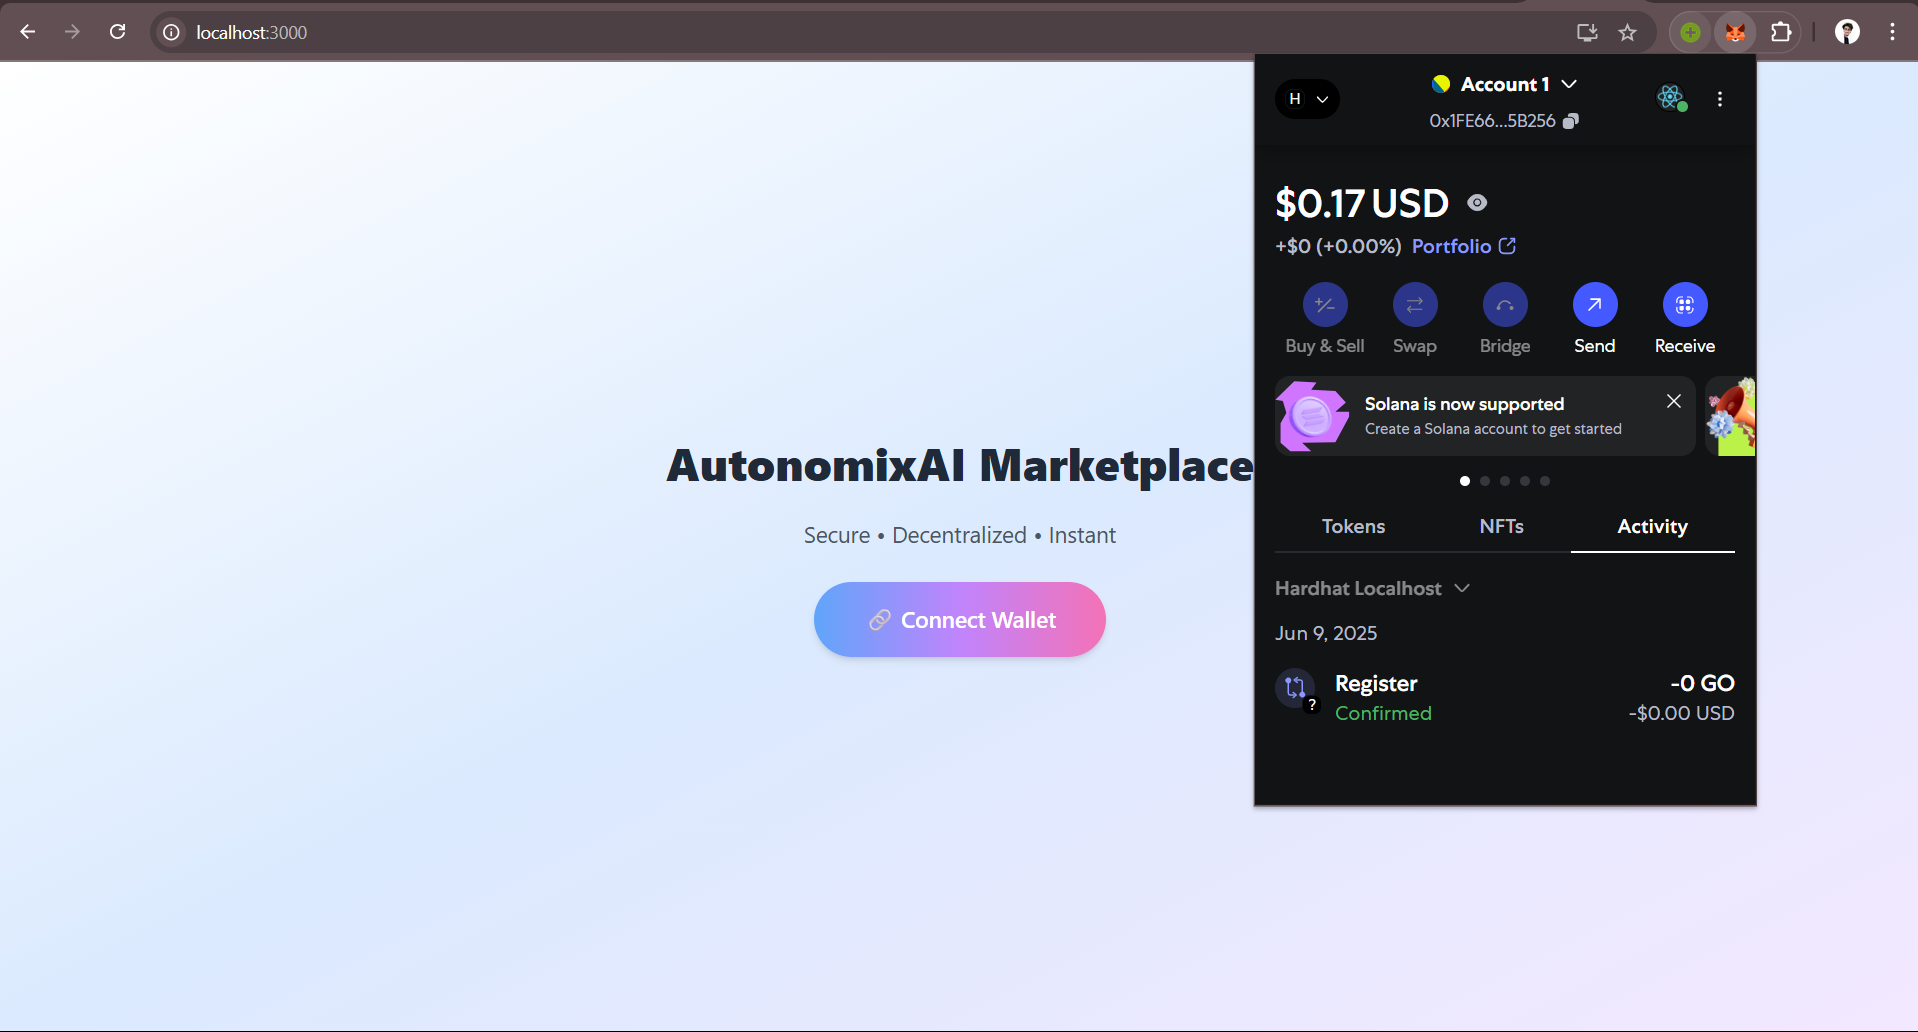 localhost:3000
H
Account 1
0x1FE66...5B256
$0.17 USD
+$0 (+0.00%) Portfolio
Buy & Sell
Swap
Bridge
Send
Receive
Solana is now supported
Create a Solana account to get started
Tokens
NFTs
Activity
Hardhat Localhost
Jun 9, 2025
Register
-0 GO
?
Confirmed
-$0.00 USD
AutonomixAI Marketplace
Secure • Decentralized • Instant
Connect Wallet